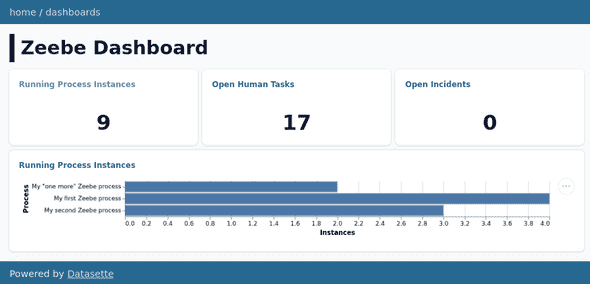 home / dashboards
Zeebe Dashboard
Running Process Instances
Open Human Tasks
Open Incidents
9
17
0
Running Process Instances
Process
My "one more" Zeebe process
My first Zeebe process
My second Zeebe process
0.0 0.2 0.4 0.6 0.8 1.0 1.2 1.4 1.6 1.8 2.0 2.2 2.4 2.6 2.8 3.0 3.2 3.4 3.6 3.8 4.0
Instances
Powered by Datasette